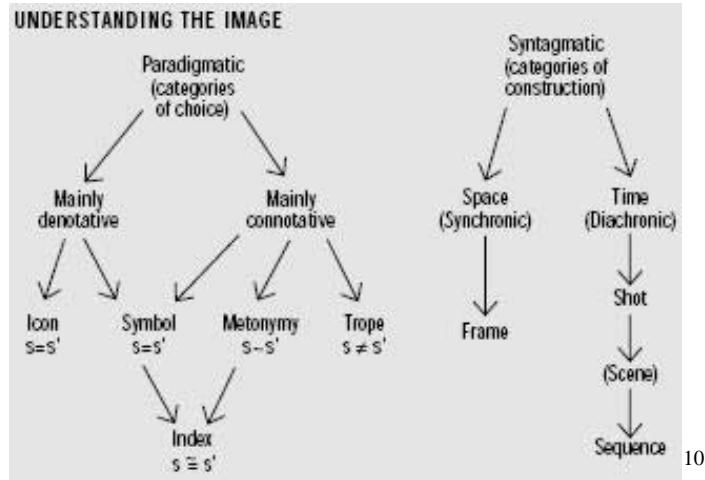 UNDERSTANDING THE IMAGE
Paradigmatic
(categories
of choice)
Syntagmatic
(categories of
construction)
Mainly
denotative
Mainly
connotative
Space
(Synchronic)
Time
(Diachronic)
Icon
s=s'
Symbol
s=s'
Metonymy
s~s'
Trope
s ≠ s'
Index
s ≅ s'
Frame
Shot
(Scene)
Sequence
10